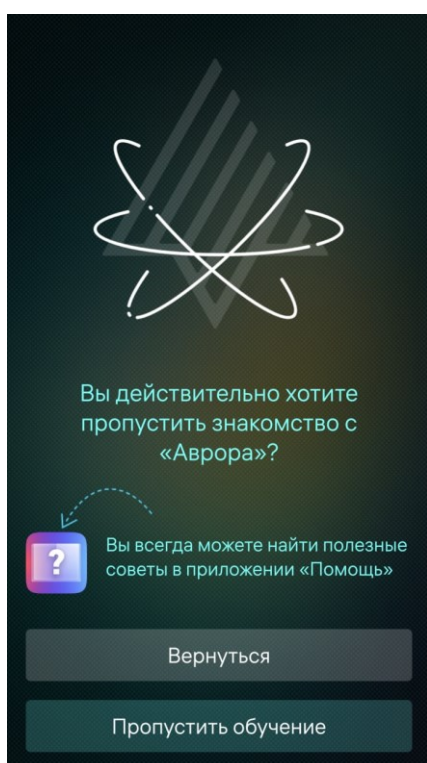 Вы действительно хотите
пропустить знакомство с
«Аврора»?
?
Вы всегда можете найти полезные
советы в приложении «Помощь»
Вернуться
Пропустить обучение